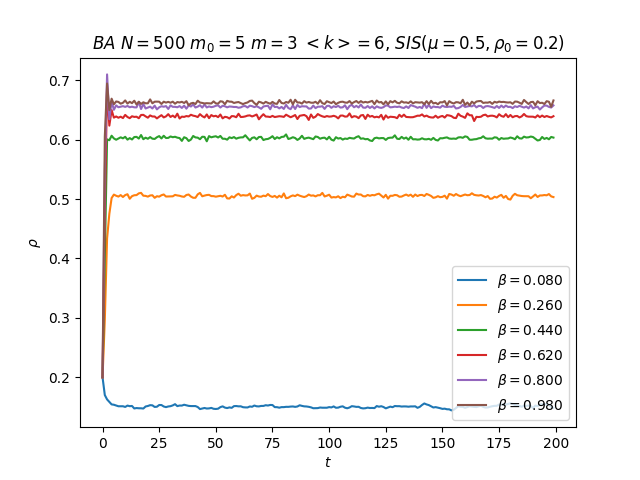 BA N = 500 m₀ = 5 m = 3 < k >= 6, SIS(μ = 0.5, ρ₀ = 0.2)
0.7
0.6
0.5
0.4
0.3
0.2
ρ
β = 0.080
β = 0.260
β = 0.440
β = 0.620
β = 0.800
β = 0.980
0 25 50 75 100 125 150 175 200
t